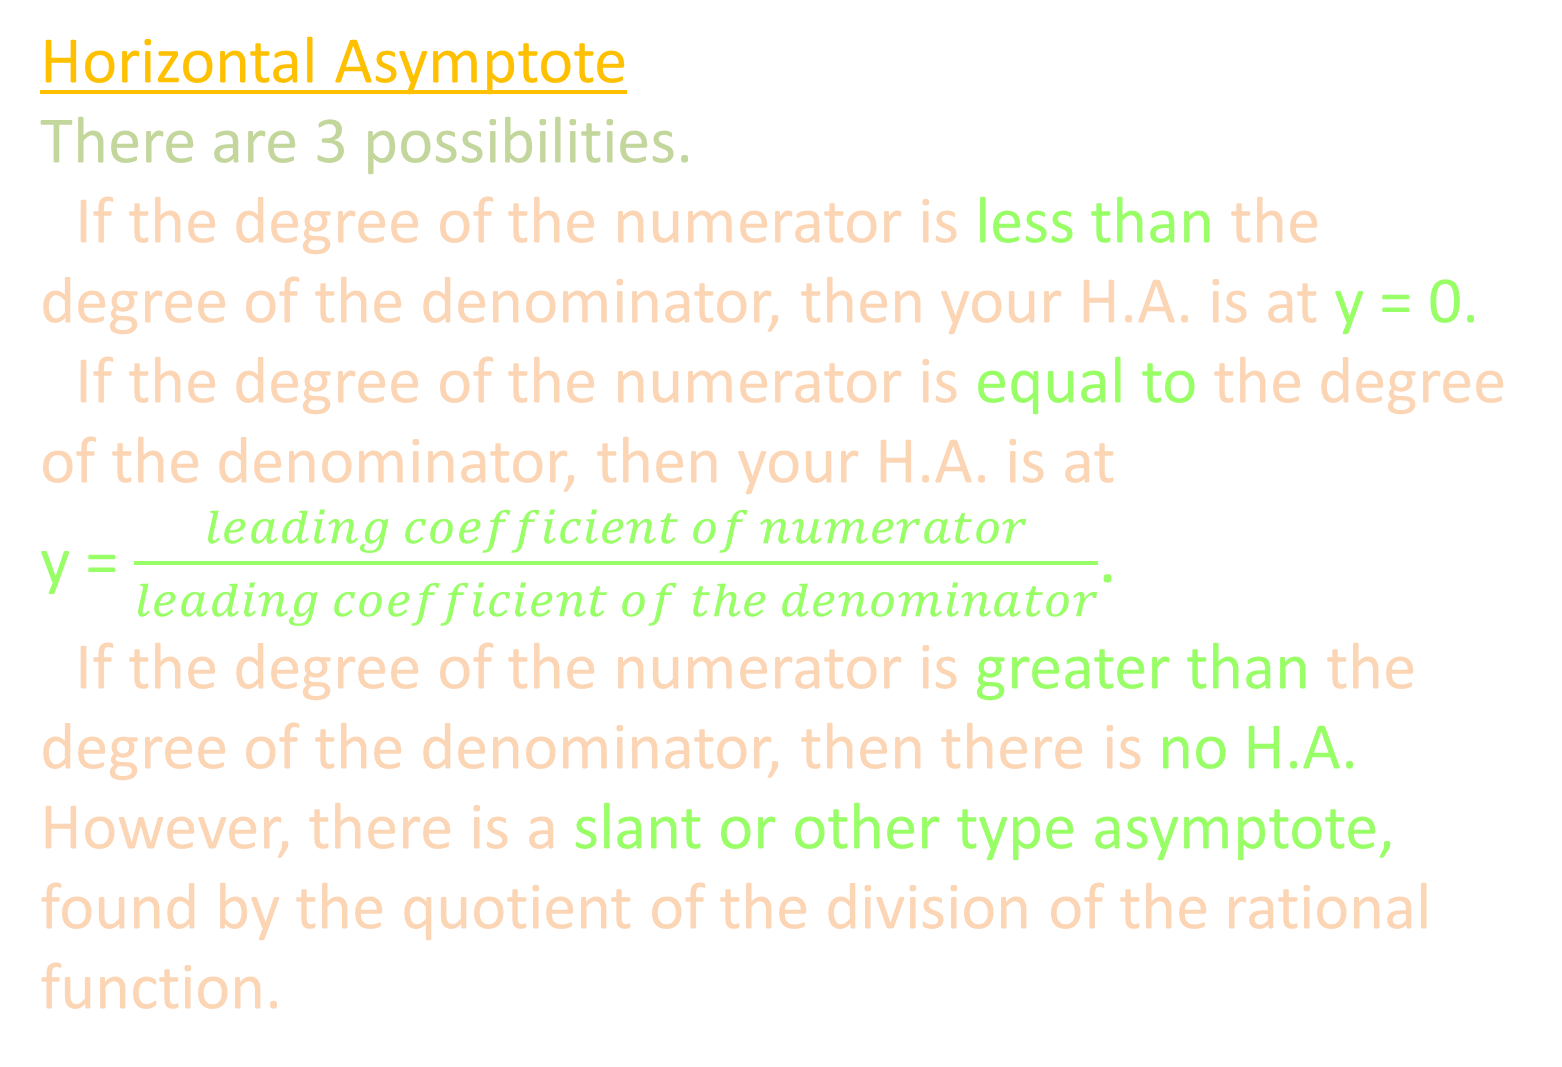 Horizontal Asymptote
There are 3 possibilities.
If the degree of the numerator is less than the
degree of the denominator, then your H.A. is at y = 0.
If the degree of the numerator is equal to the degree
of the denominator, then your H.A. is at
y = leading coefficient of numerator / leading coefficient of the denominator.
If the degree of the numerator is greater than the
degree of the denominator, then there is no H.A.
However, there is a slant or other type asymptote,
found by the quotient of the division of the rational
function.